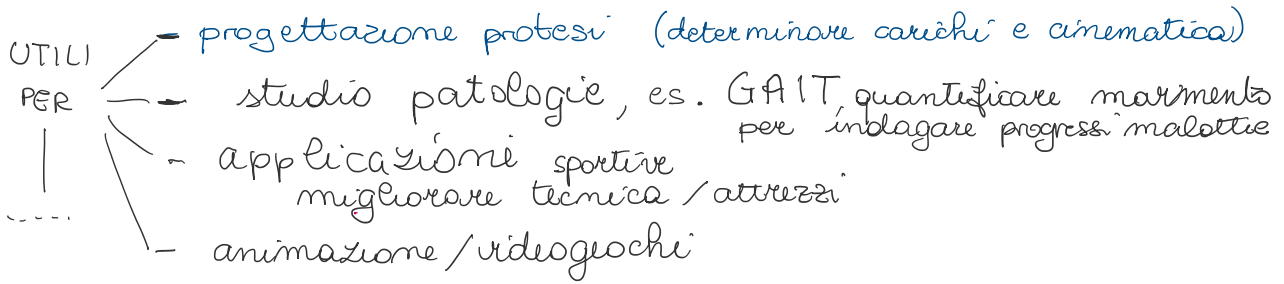 UTILI
PER
- progettazione protesi (determinare carichi e cinematica)
- studio patologie, es. GAIT, quantificare movimento
per indagare progressi malattie
- applicazioni sportive
migliorare tecnica / attrezzi
- animazione / videogiochi